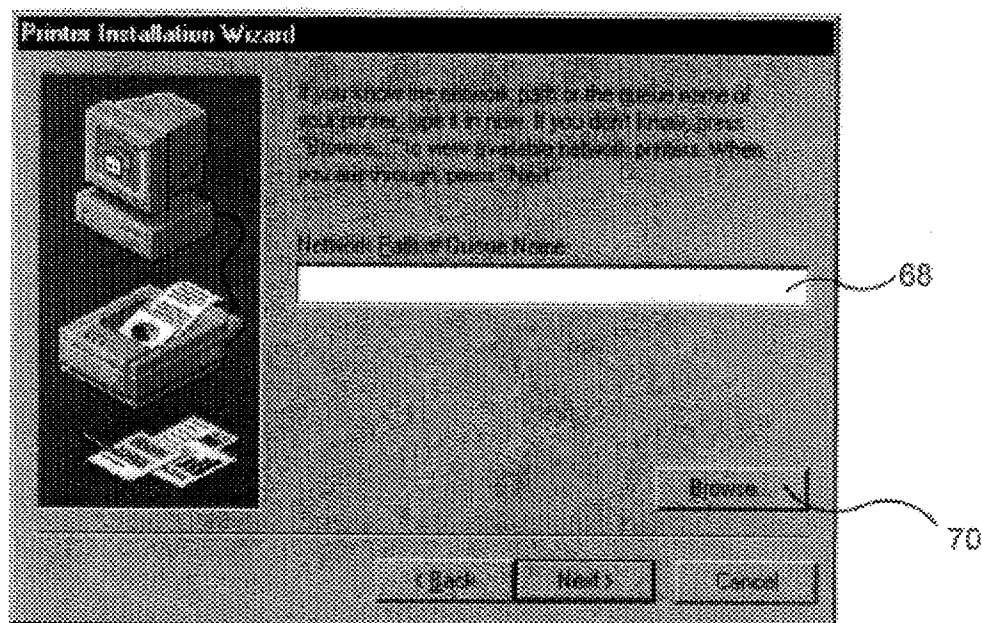 Printer Installation Wizard
If you know the network path or the queue name of
your printer, type it in now. If you don't know, press
"Browse..." to view available network printers. When
you are through, press "Next"
Network Path or Queue Name:
68
Browse...
70
< Back
Next >
Cancel